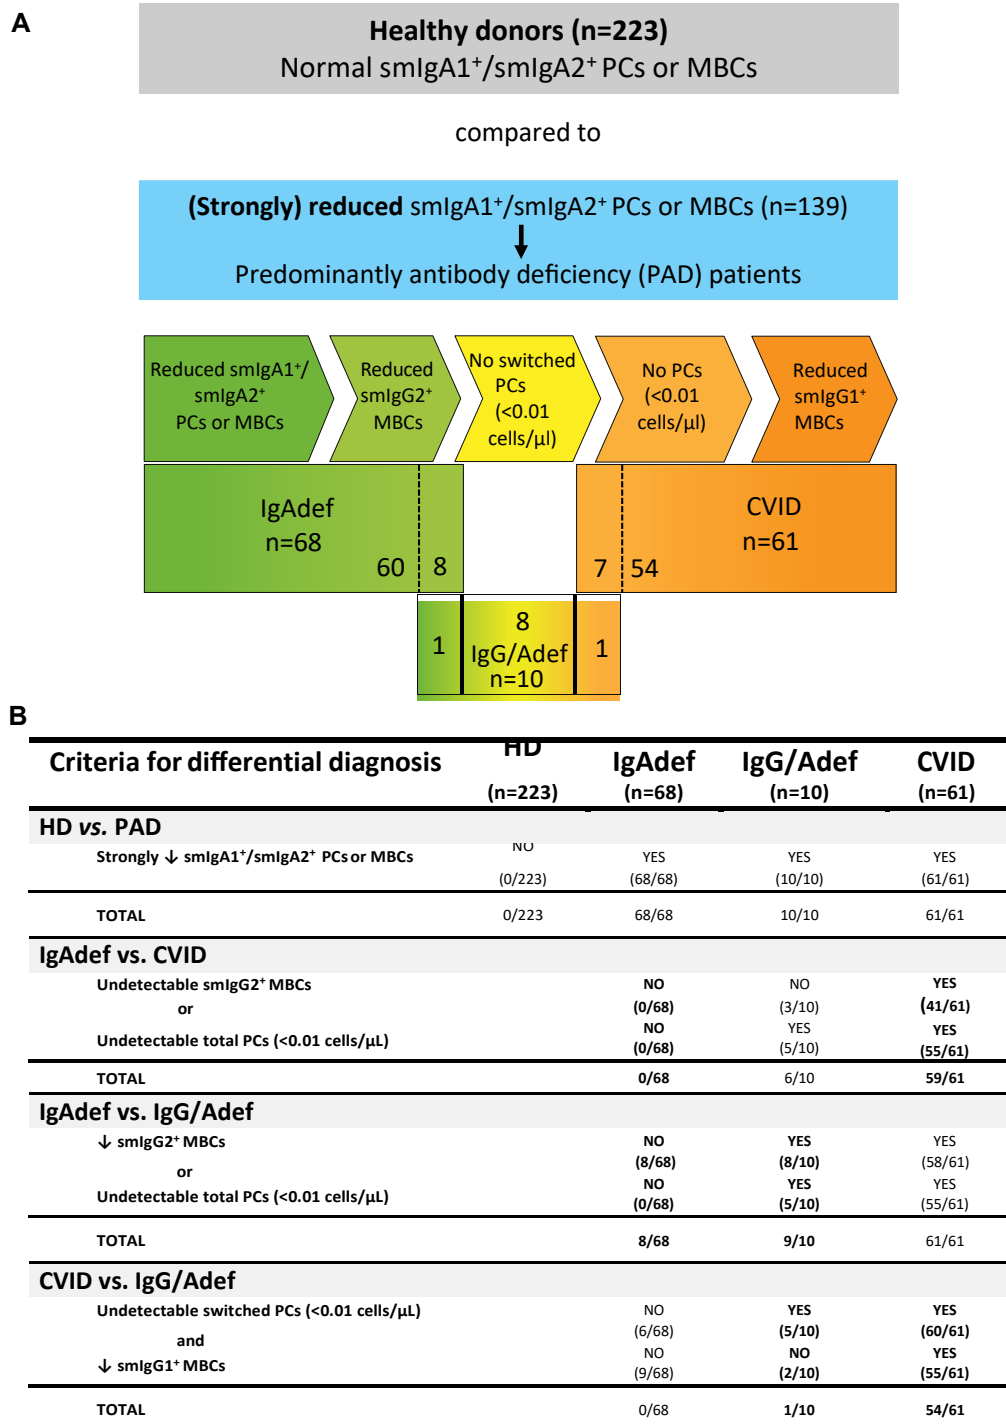 A
Healthy donors (n=223)
Normal smIgA1⁺/smIgA2⁺ PCs or MBCs
compared to
(Strongly) reduced smIgA1⁺/smIgA2⁺ PCs or MBCs (n=139)
Predominantly antibody deficiency (PAD) patients
Reduced smIgA1⁺/
smIgA2⁺
PCs or MBCs
Reduced
smIgG2⁺
MBCs
No switched
PCs
(<0.01
cells/µl)
No PCs
(<0.01
cells/µl)
Reduced
smIgG1⁺
MBCs
IgAdef
n=68
60 8
CVID
n=61
7 54
1
8
IgG/Adef
n=10
1
B
Criteria for differential diagnosis HD IgAdef IgG/Adef CVID
(n=223) (n=68) (n=10) (n=61)
HD vs. PAD
Strongly ↓ smIgA1⁺/smIgA2⁺ PCs or MBCs NO YES YES YES
(0/223) (68/68) (10/10) (61/61)
TOTAL 0/223 68/68 10/10 61/61
IgAdef vs. CVID
Undetectable smIgG2⁺ MBCs NO NO YES
or (0/68) (3/10) (41/61)
Undetectable total PCs (<0.01 cells/µL) NO YES YES
(0/68) (5/10) (55/61)
TOTAL 0/68 6/10 59/61
IgAdef vs. IgG/Adef
↓ smIgG2⁺ MBCs NO YES YES
(8/68) (8/10) (58/61)
or
Undetectable total PCs (<0.01 cells/µL) NO YES YES
(0/68) (5/10) (55/61)
TOTAL 8/68 9/10 61/61
CVID vs. IgG/Adef
Undetectable switched PCs (<0.01 cells/µL) NO YES YES
(6/68) (5/10) (60/61)
and
↓ smIgG1⁺ MBCs NO NO YES
(9/68) (2/10) (55/61)
TOTAL 0/68 1/10 54/61